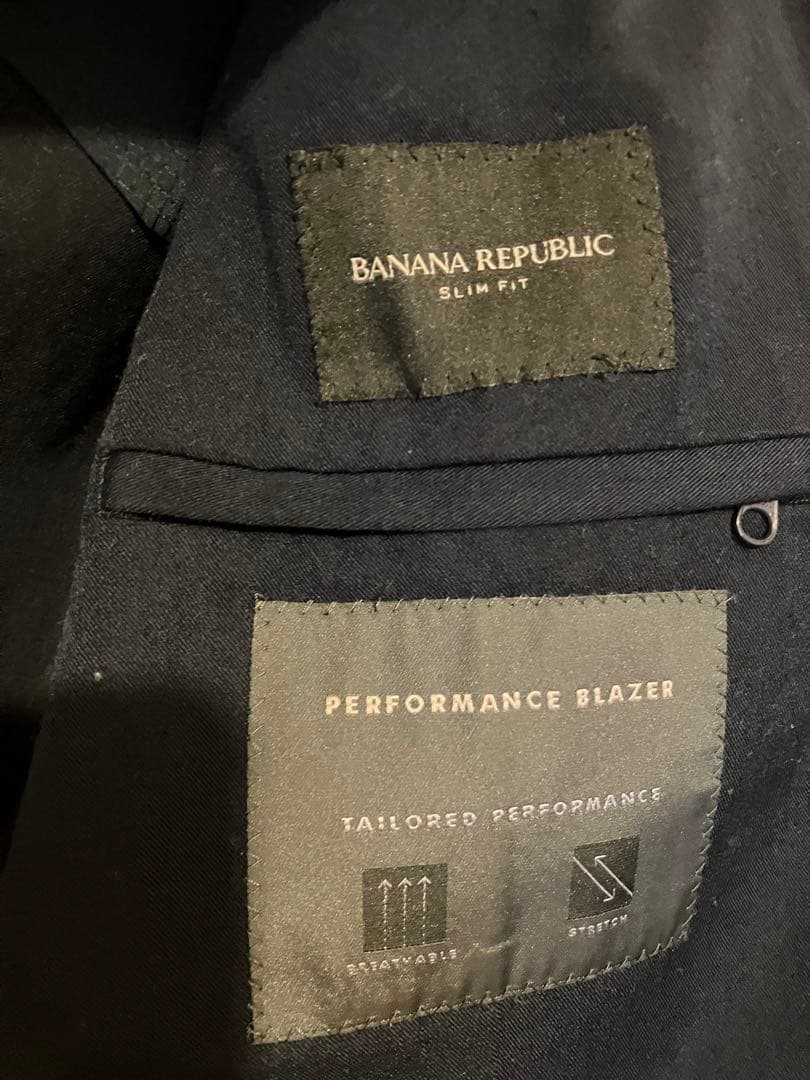 BANANA REPUBLIC
SLIM FIT
PERFORMANCE BLAZER
TAILORED PERFORMANCE
BREATHABLE
STRETCH